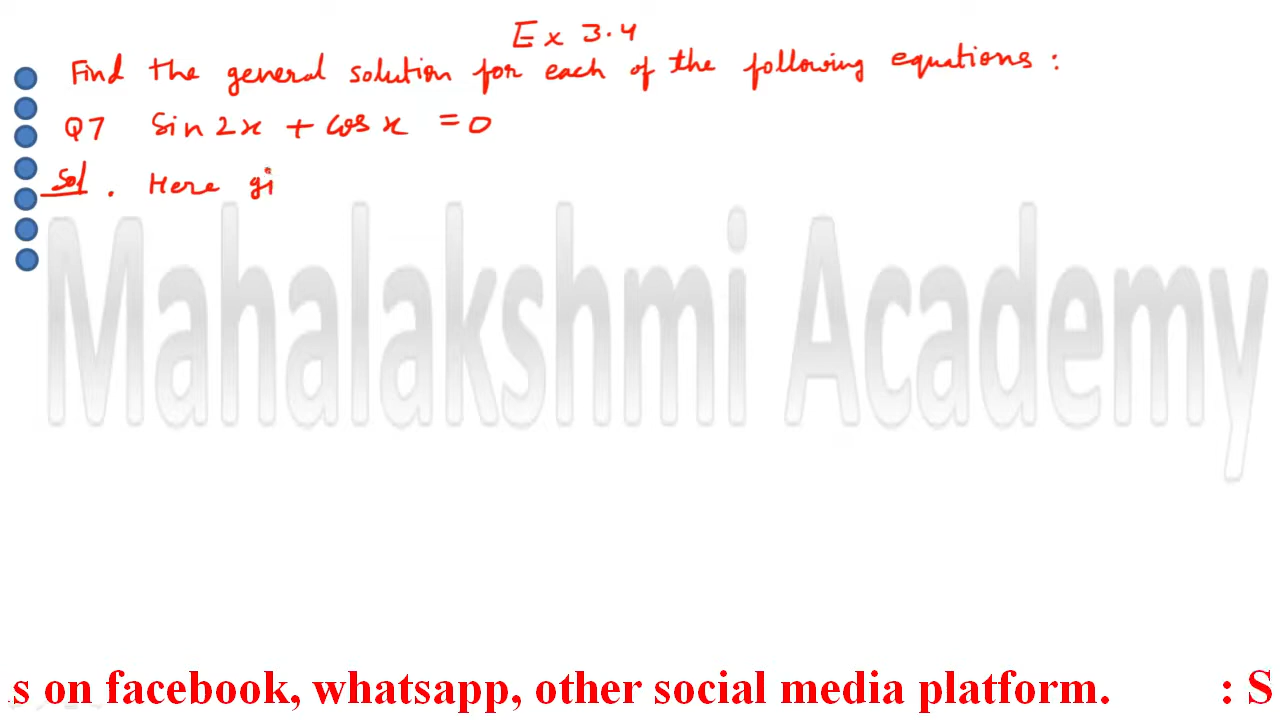 Ex 3.4
Find the general solution for each of the following equations :
Q7 Sin 2x + Cos x = 0
Sol. Here gi
Mahalakshmi Academy
s on facebook, whatsapp, other social media platform. : S